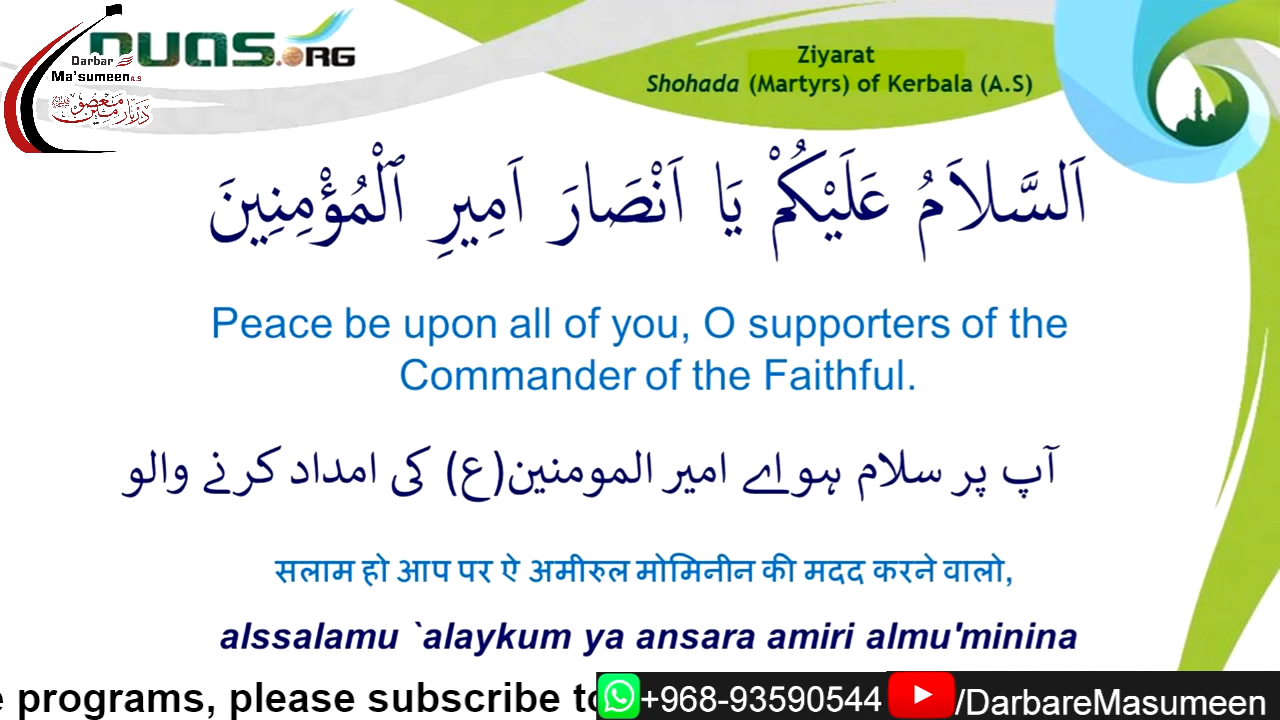 DUAS.ORG
Darbar
Ma'sumeen A.S
Ziyarat
Shohada (Martyrs) of Kerbala (A.S)
اَلسَّلاَمُ عَلَيْكُمْ يَا اَنْصَارَ اَمِيرِ ٱلْمُؤْمِنِينَ
Peace be upon all of you, O supporters of the
Commander of the Faithful.
آپ پر سلام ہو اے امیر المومنین(ع) کی امداد کرنے والو
सलाम हो आप पर ऐ अमीरुल मोमिनीन की मदद करने वालो,
alssalamu `alaykum ya ansara amiri almu'minina
e programs, please subscribe to
+968-93590544
/DarbareMasumeen